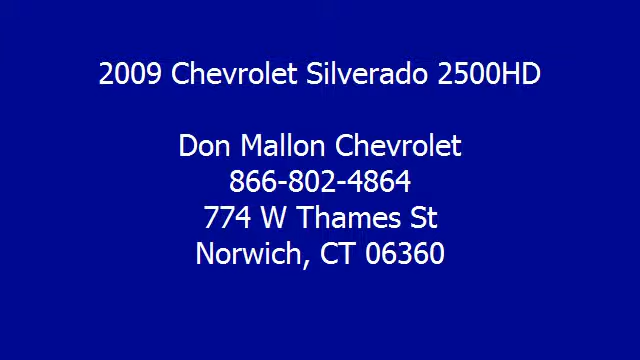 2009 Chevrolet Silverado 2500HD
Don Mallon Chevrolet
866-802-4864
774 W Thames St
Norwich, CT 06360